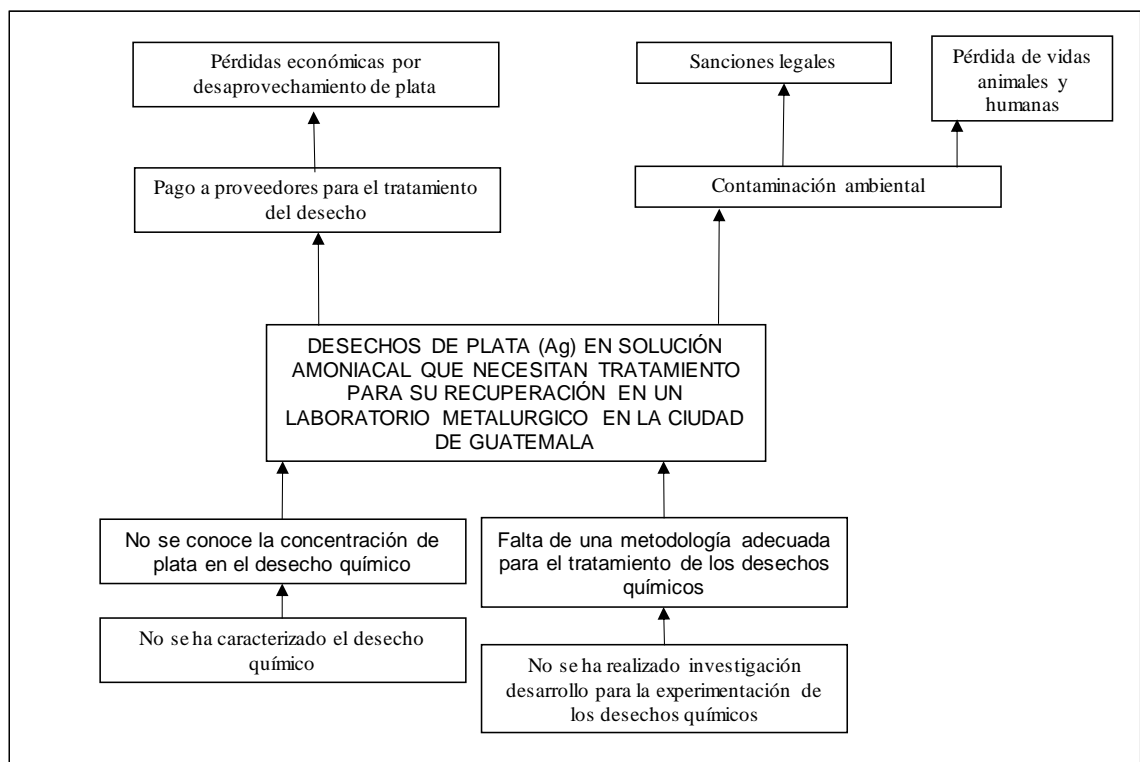 Pérdidas económicas por
desaprovechamiento de plata
Sanciones legales
Pérdida de vidas
animales y
humanas
Pago a proveedores para el tratamiento
del desecho
Contaminación ambiental
DESECHOS DE PLATA (Ag) EN SOLUCIÓN
AMONIACAL QUE NECESITAN TRATAMIENTO
PARA SU RECUPERACIÓN EN UN
LABORATORIO METALURGICO EN LA CIUDAD
DE GUATEMALA
No se conoce la concentración de
plata en el desecho químico
Falta de una metodología adecuada
para el tratamiento de los desechos
químicos
No se ha caracterizado el desecho
químico
No se ha realizado investigación
desarrollo para la experimentación de
los desechos químicos